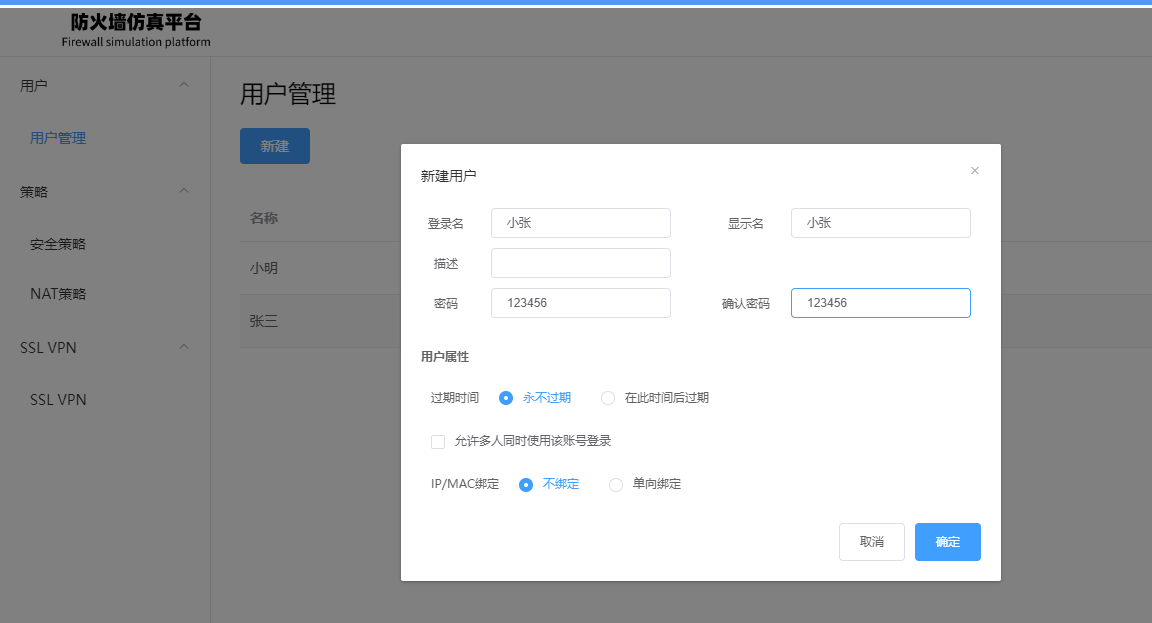 防火墙仿真平台
Firewall simulation platform
用户
用户管理
策略
安全策略
NAT策略
SSL VPN
SSL VPN
用户管理
新建
名称
小明
张三
新建用户
登录名 小张 显示名 小张
描述
密码 123456 确认密码 123456
用户属性
过期时间 永不过期 在此时间后过期
允许多人同时使用该账号登录
IP/MAC绑定 不绑定 单向绑定
取消 确定